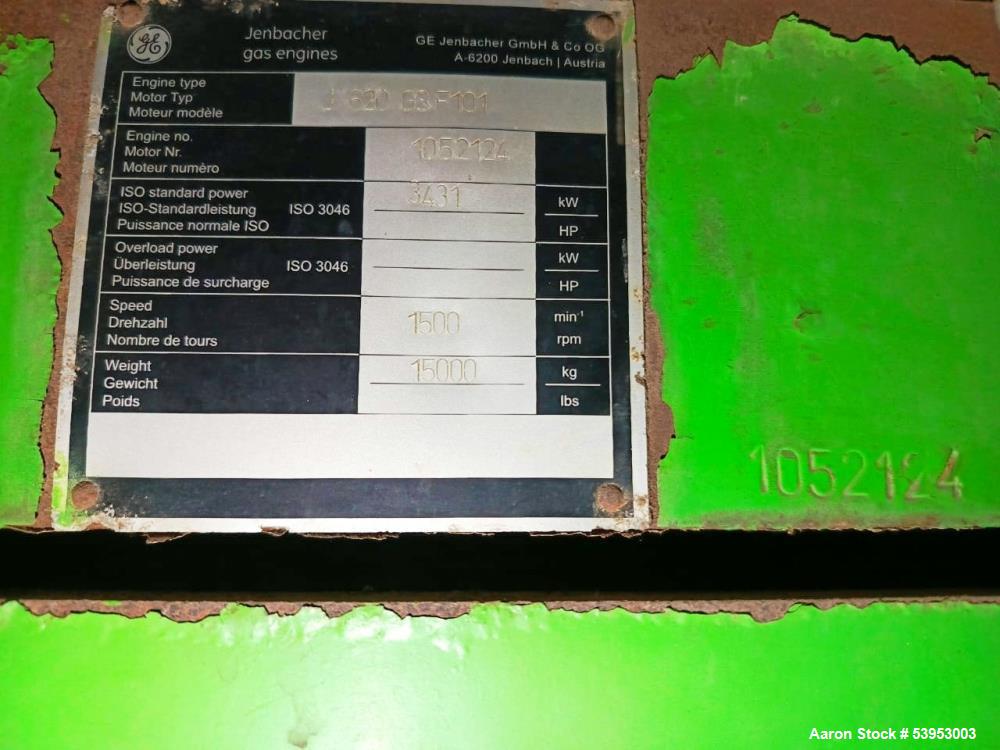 GE
Jenbacher
gas engines
GE Jenbacher GmbH & Co OG
A-6200 Jenbach | Austria
Engine type
Motor Typ
Moteur modèle
J 620 GS F101
Engine no.
Motor Nr.
Moteur numèro
1052124
ISO standard power
ISO-Standardleistung ISO 3046
Puissance normale ISO
3431
kW
HP
Overload power
Überleistung ISO 3046
Puissance de surcharge
kW
HP
Speed
Drehzahl
Nombre de tours
1500
min⁻¹
rpm
Weight
Gewicht
Poids
15000
kg
lbs
1052124
Aaron Stock # 53953003